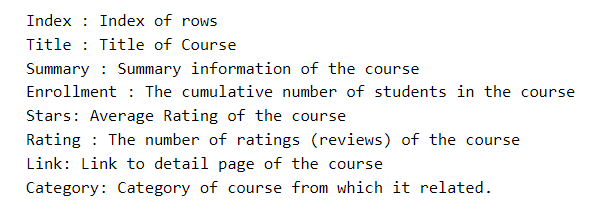 Index : Index of rows
Title : Title of Course
Summary : Summary information of the course
Enrollment : The cumulative number of students in the course
Stars: Average Rating of the course
Rating : The number of ratings (reviews) of the course
Link: Link to detail page of the course
Category: Category of course from which it related.